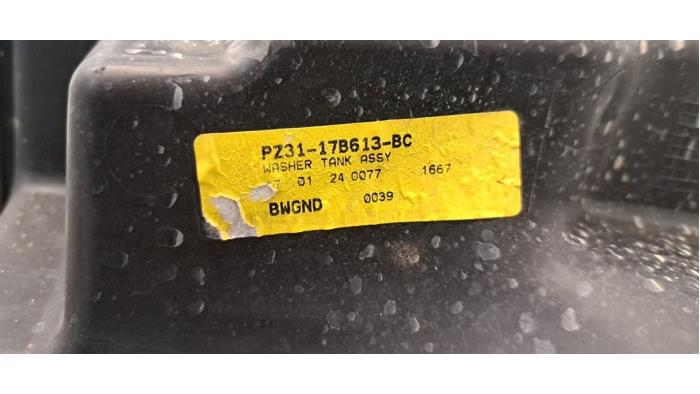 PZ31-17B613-BC
WASHER TANK ASSY
01 24 0077 1667
BWGND 0039